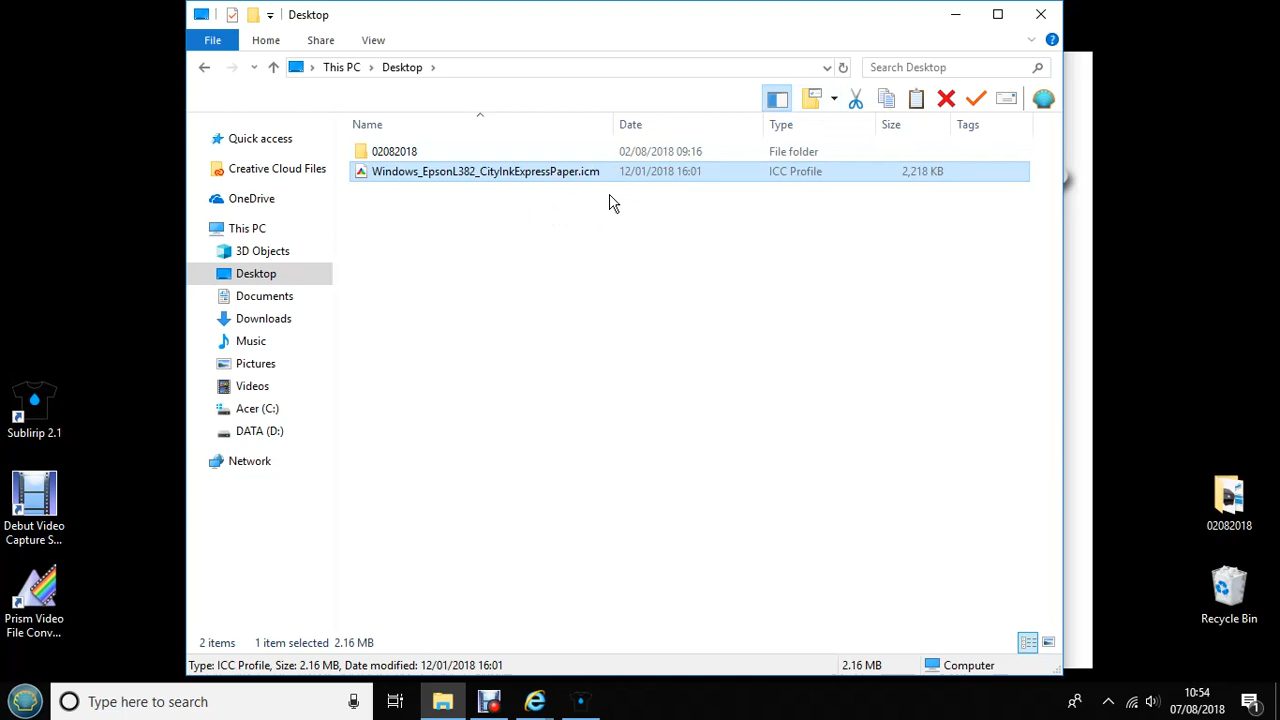 Desktop
File Home Share View
This PC Desktop
Search Desktop
Name Date Type Size Tags
02082018 02/08/2018 09:16 File folder
Windows_EpsonL382_CityInkExpressPaper.icm 12/01/2018 16:01 ICC Profile 2,218 KB
Quick access
Creative Cloud Files
OneDrive
This PC
3D Objects
Desktop
Documents
Downloads
Music
Pictures
Videos
Acer (C:)
DATA (D:)
Network
2 items 1 item selected 2.16 MB
Type: ICC Profile, Size: 2.16 MB, Date modified: 12/01/2018 16:01 2.16 MB Computer
Sublirip 2.1
Debut Video
Capture S...
Prism Video
File Conv...
02082018
Recycle Bin
Type here to search
10:54
07/08/2018
1